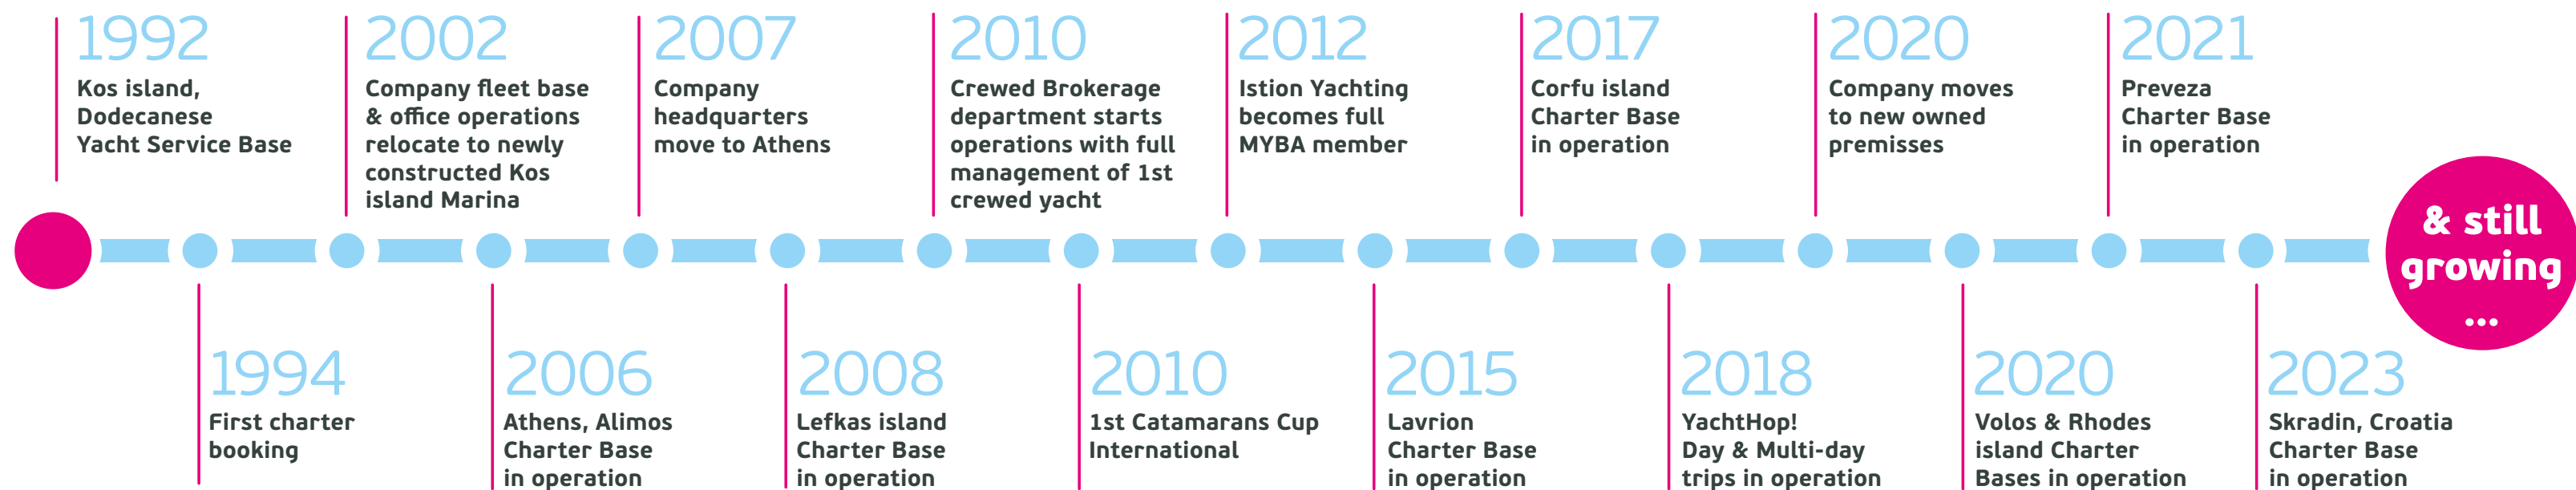 1992
Kos island,
Dodecanese
Yacht Service Base
2002
Company fleet base
& office operations
relocate to newly
constructed Kos
island Marina
2007
Company
headquarters
move to Athens
2010
Crewed Brokerage
department starts
operations with full
management of 1st
crewed yacht
2012
Istion Yachting
becomes full
MYBA member
2017
Corfu island
Charter Base
in operation
2020
Company moves
to new owned
premisses
2021
Preveza
Charter Base
in operation
& still
growing
...
1994
First charter
booking
2006
Athens, Alimos
Charter Base
in operation
2008
Lefkas island
Charter Base
in operation
2010
1st Catamarans Cup
International
2015
Lavrion
Charter Base
in operation
2018
YachtHop!
Day & Multi-day
trips in operation
2020
Volos & Rhodes
island Charter
Bases in operation
2023
Skradin, Croatia
Charter Base
in operation